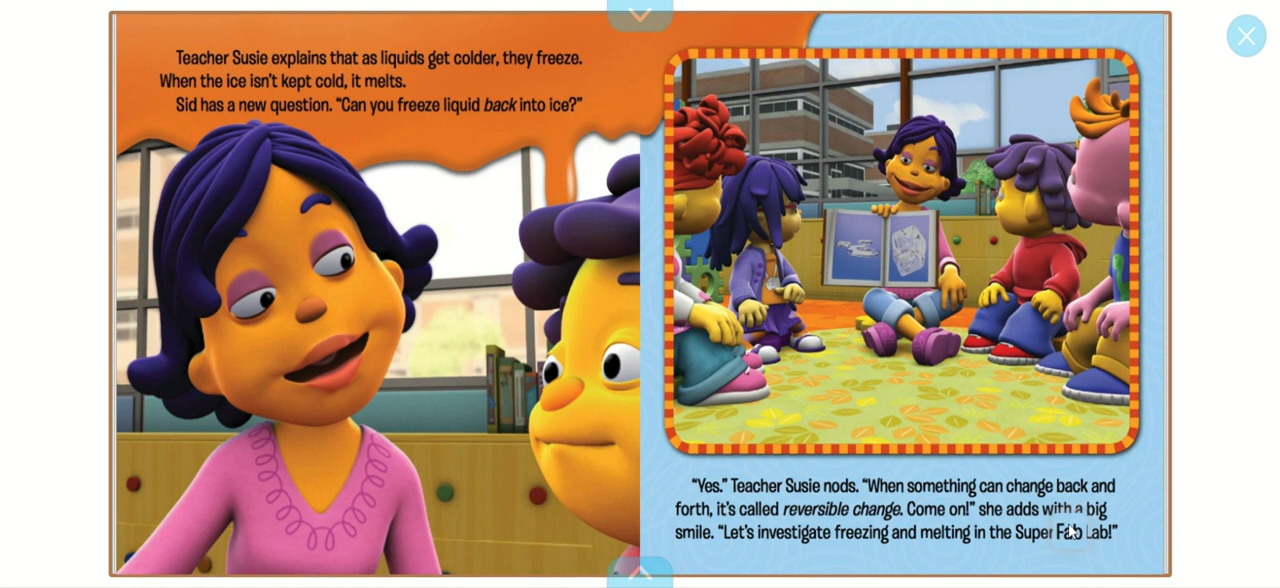 Teacher Susie explains that as liquids get colder, they freeze.
When the ice isn't kept cold, it melts.
Sid has a new question. “Can you freeze liquid back into ice?”
“Yes.” Teacher Susie nods. “When something can change back and
forth, it's called reversible change. Come on!” she adds with a big
smile. “Let's investigate freezing and melting in the Super Fab Lab!”